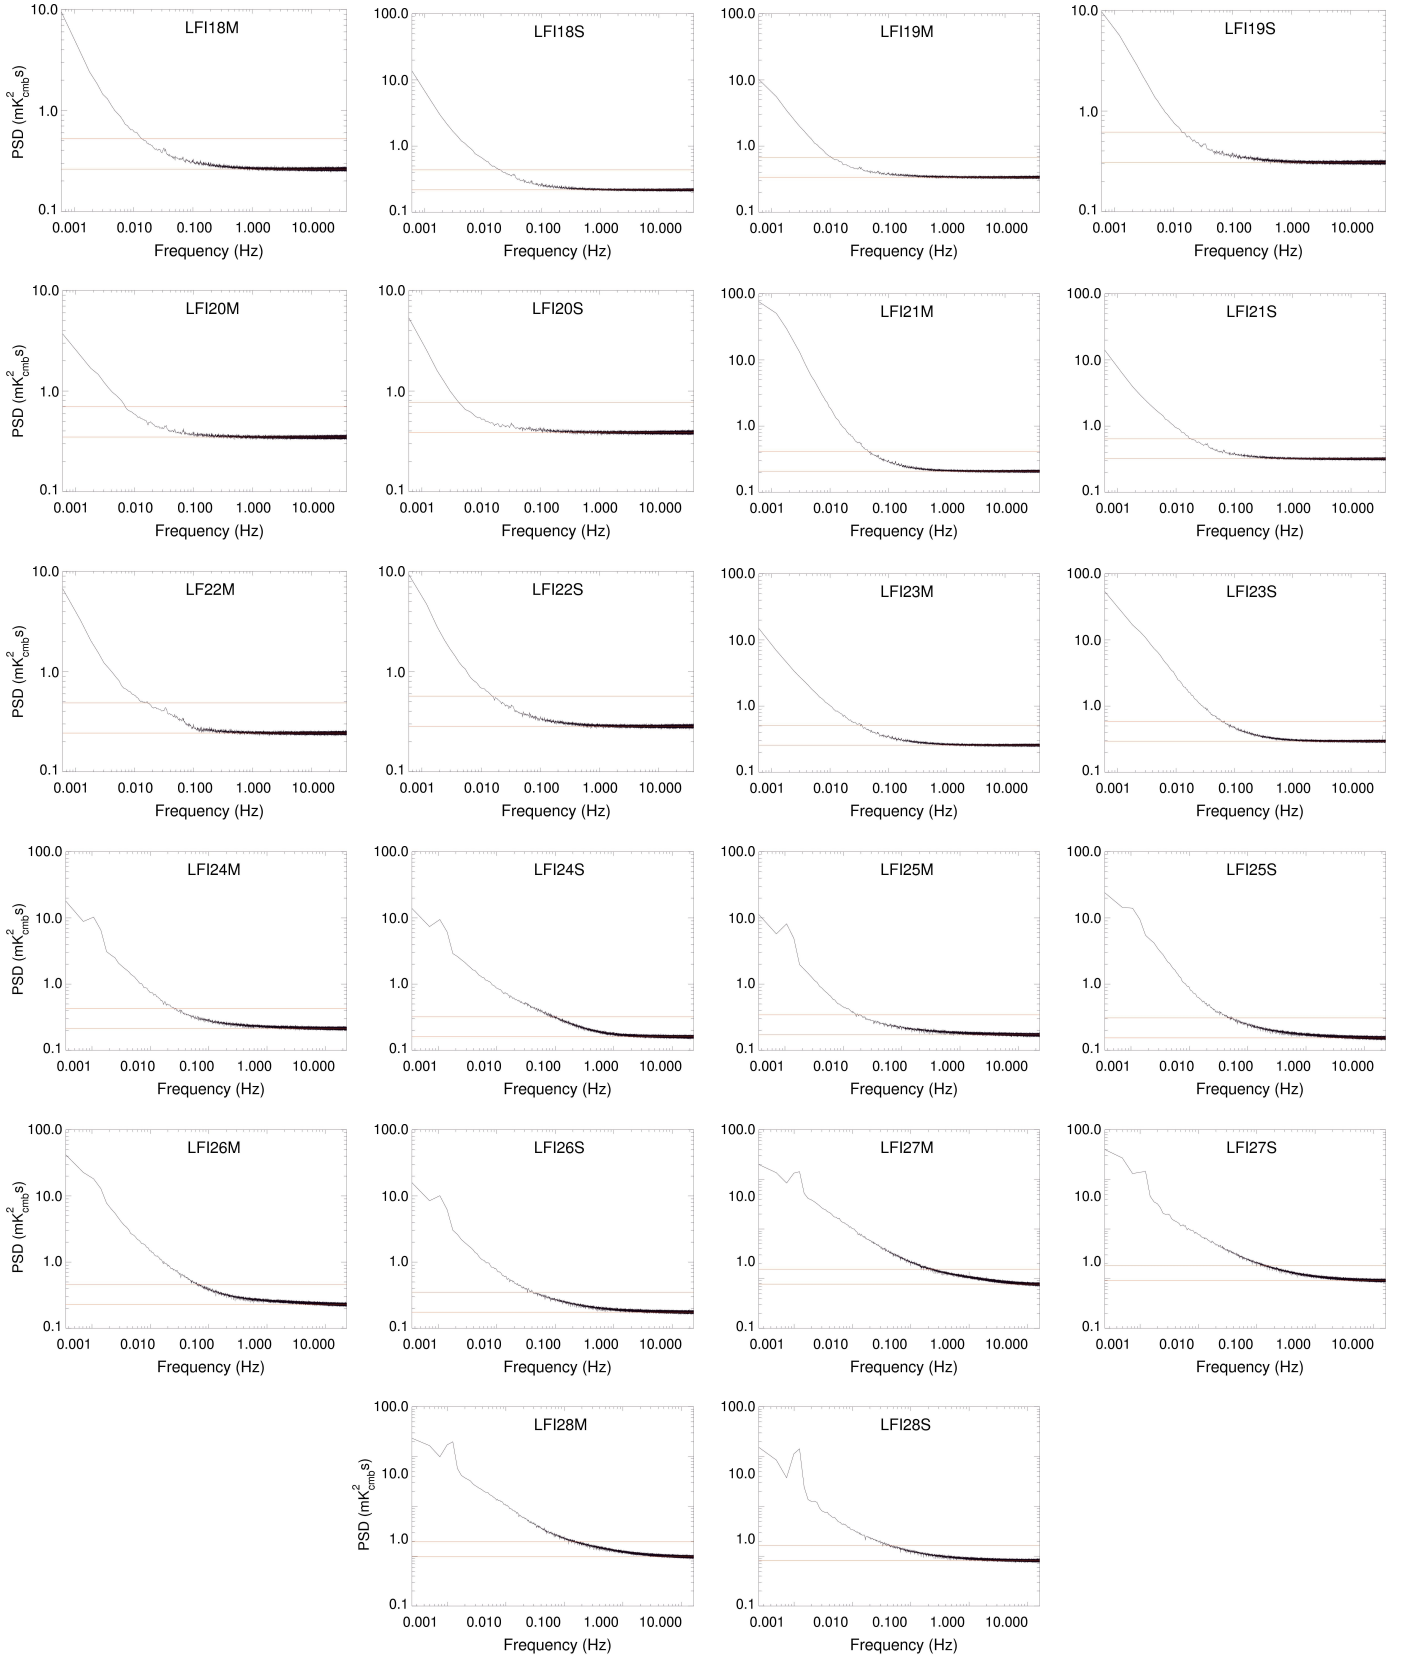 LFI18M
LFI18S
LFI19M
LFI19S
PSD (mK²cmbs)
10.0
1.0
0.1
100.0
10.0
1.0
0.1
100.0
10.0
1.0
0.1
10.0
1.0
0.1
0.001 0.010 0.100 1.000 10.000
0.001 0.010 0.100 1.000 10.000
0.001 0.010 0.100 1.000 10.000
0.001 0.010 0.100 1.000 10.000
Frequency (Hz)
Frequency (Hz)
Frequency (Hz)
Frequency (Hz)
LFI20M
LFI20S
LFI21M
LFI21S
PSD (mK²cmbs)
10.0
1.0
0.1
10.0
1.0
0.1
100.0
10.0
1.0
0.1
100.0
10.0
1.0
0.1
0.001 0.010 0.100 1.000 10.000
0.001 0.010 0.100 1.000 10.000
0.001 0.010 0.100 1.000 10.000
0.001 0.010 0.100 1.000 10.000
Frequency (Hz)
Frequency (Hz)
Frequency (Hz)
Frequency (Hz)
LF22M
LFI22S
LFI23M
LFI23S
PSD (mK²cmbs)
10.0
1.0
0.1
10.0
1.0
0.1
100.0
10.0
1.0
0.1
100.0
10.0
1.0
0.1
0.001 0.010 0.100 1.000 10.000
0.001 0.010 0.100 1.000 10.000
0.001 0.010 0.100 1.000 10.000
0.001 0.010 0.100 1.000 10.000
Frequency (Hz)
Frequency (Hz)
Frequency (Hz)
Frequency (Hz)
LFI24M
LFI24S
LFI25M
LFI25S
PSD (mK²cmbs)
100.0
10.0
1.0
0.1
100.0
10.0
1.0
0.1
100.0
10.0
1.0
0.1
100.0
10.0
1.0
0.1
0.001 0.010 0.100 1.000 10.000
0.001 0.010 0.100 1.000 10.000
0.001 0.010 0.100 1.000 10.000
0.001 0.010 0.100 1.000 10.000
Frequency (Hz)
Frequency (Hz)
Frequency (Hz)
Frequency (Hz)
LFI26M
LFI26S
LFI27M
LFI27S
PSD (mK²cmbs)
100.0
10.0
1.0
0.1
100.0
10.0
1.0
0.1
100.0
10.0
1.0
0.1
100.0
10.0
1.0
0.1
0.001 0.010 0.100 1.000 10.000
0.001 0.010 0.100 1.000 10.000
0.001 0.010 0.100 1.000 10.000
0.001 0.010 0.100 1.000 10.000
Frequency (Hz)
Frequency (Hz)
Frequency (Hz)
Frequency (Hz)
LFI28M
LFI28S
PSD (mK²cmbs)
100.0
10.0
1.0
0.1
100.0
10.0
1.0
0.1
0.001 0.010 0.100 1.000 10.000
0.001 0.010 0.100 1.000 10.000
Frequency (Hz)
Frequency (Hz)